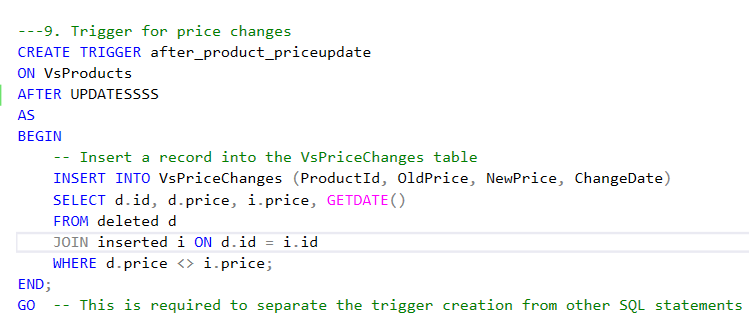 ---9. Trigger for price changes
CREATE TRIGGER after_product_priceupdate
ON VsProducts
AFTER UPDATESSSS
AS
BEGIN
    -- Insert a record into the VsPriceChanges table
    INSERT INTO VsPriceChanges (ProductId, OldPrice, NewPrice, ChangeDate)
    SELECT d.id, d.price, i.price, GETDATE()
    FROM deleted d
    JOIN inserted i ON d.id = i.id
    WHERE d.price <> i.price;
END;
GO  -- This is required to separate the trigger creation from other SQL statements